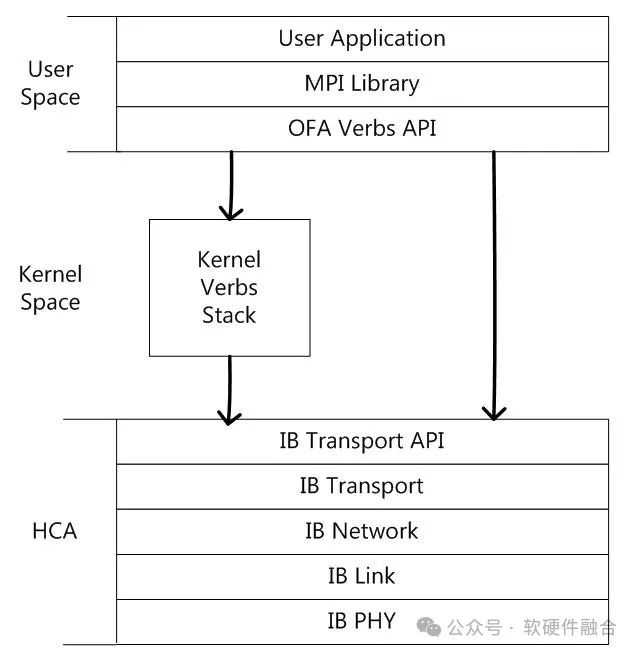 User Application
User
Space
MPI Library
OFA Verbs API
Kernel
Space
Kernel
Verbs
Stack
IB Transport API
IB Transport
HCA
IB Network
IB Link
IB PHY
公众号 · 软硬件融合